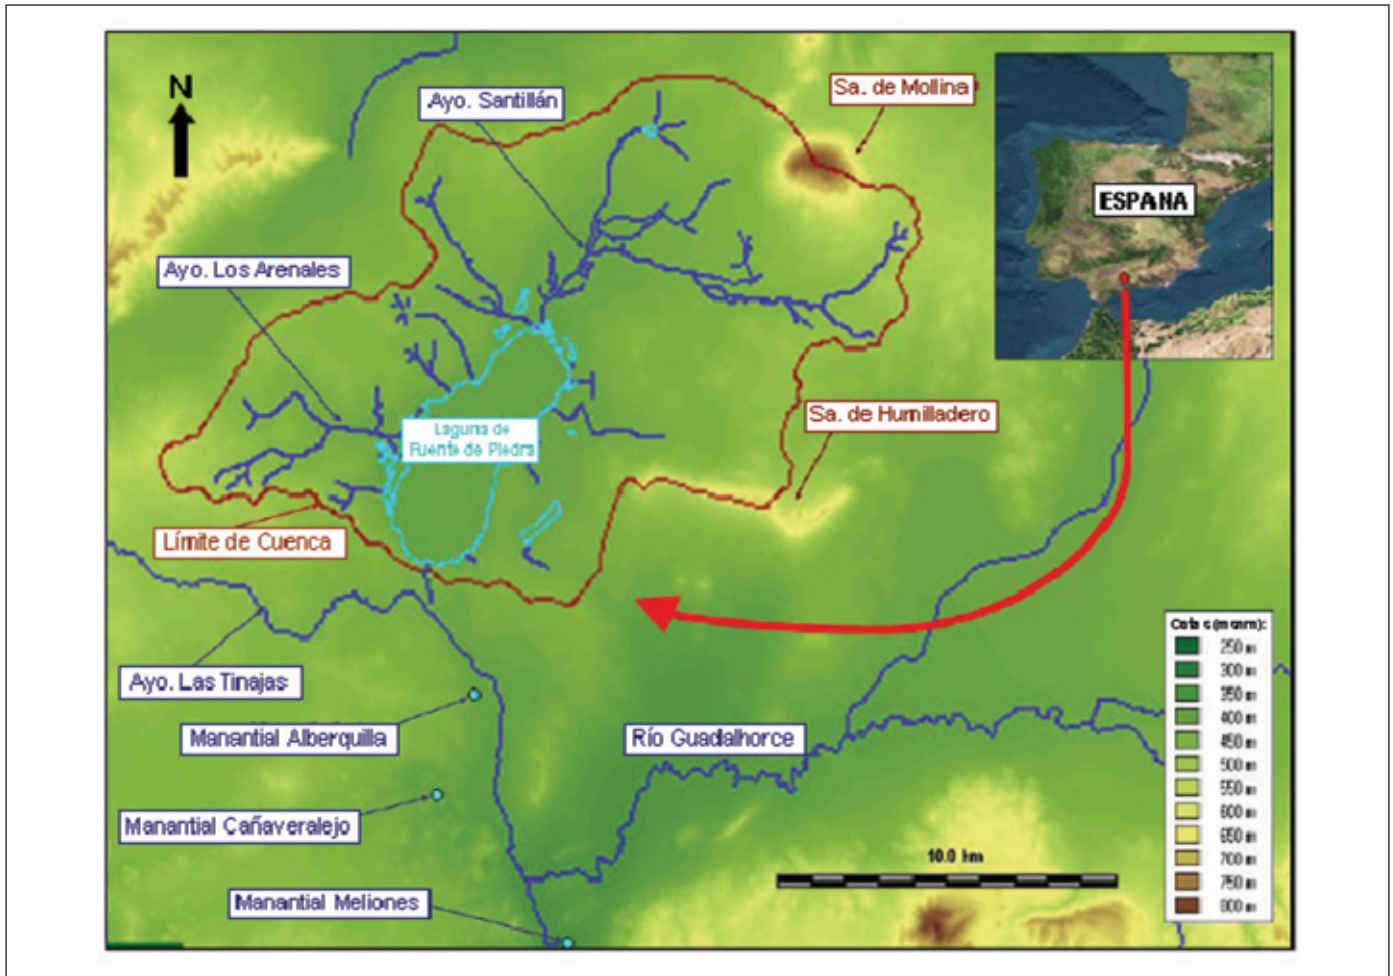 N
Ayo. Santillán
Sa. de Mollina
ESPANA
Ayo. Los Arenales
Sa. de Humilladero
Laguna de
Fuente de Piedra
Límite de Cuenca
Ayo. Las Tinajas
Manantial Alberquilla
Río Guadalhorce
Manantial Cañaveralejo
Manantial Meliones
10.0 km
Cotas (msnm):
250 m
300 m
350 m
400 m
450 m
500 m
550 m
600 m
650 m
700 m
750 m
800 m